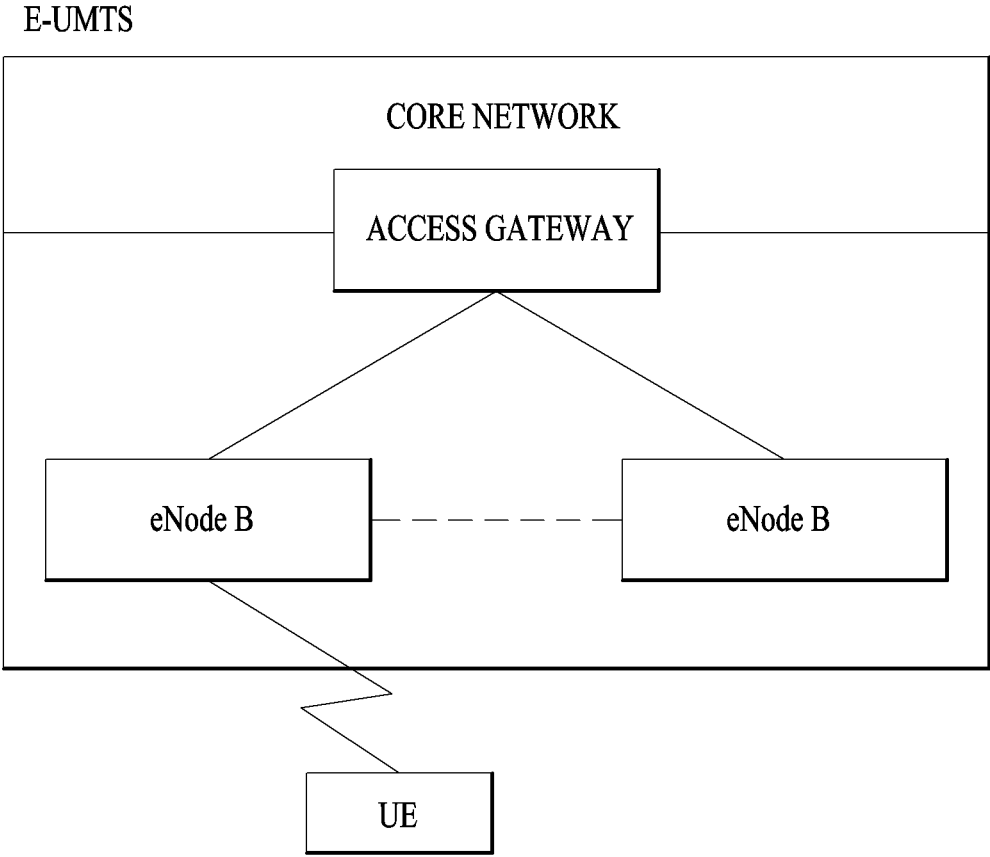 E-UMTS
CORE NETWORK
ACCESS GATEWAY
eNode B
eNode B
UE